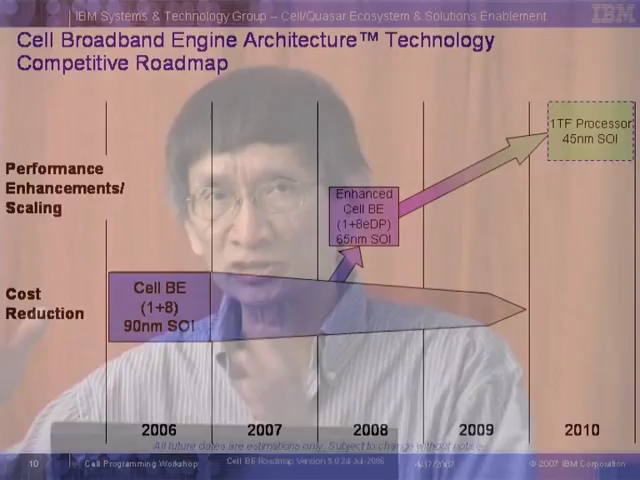 IBM Systems & Technology Group – Cell/Quasar Ecosystem & Solutions Enablement
IBM
Cell Broadband Engine Architecture™ Technology
Competitive Roadmap
1TF Processor
45nm SOI
Performance
Enhancements/
Scaling
Enhanced
Cell BE
(1+8eDP)
65nm SOI
Cost
Reduction
Cell BE
(1+8)
90nm SOI
2006
2007
2008
2009
2010
All future dates are estimations only. Subject to change without notice.
10
Cell Programming Workshop
Cell BE Roadmap Version 5.0 24-Jul-2006
© 2007 IBM Corporation